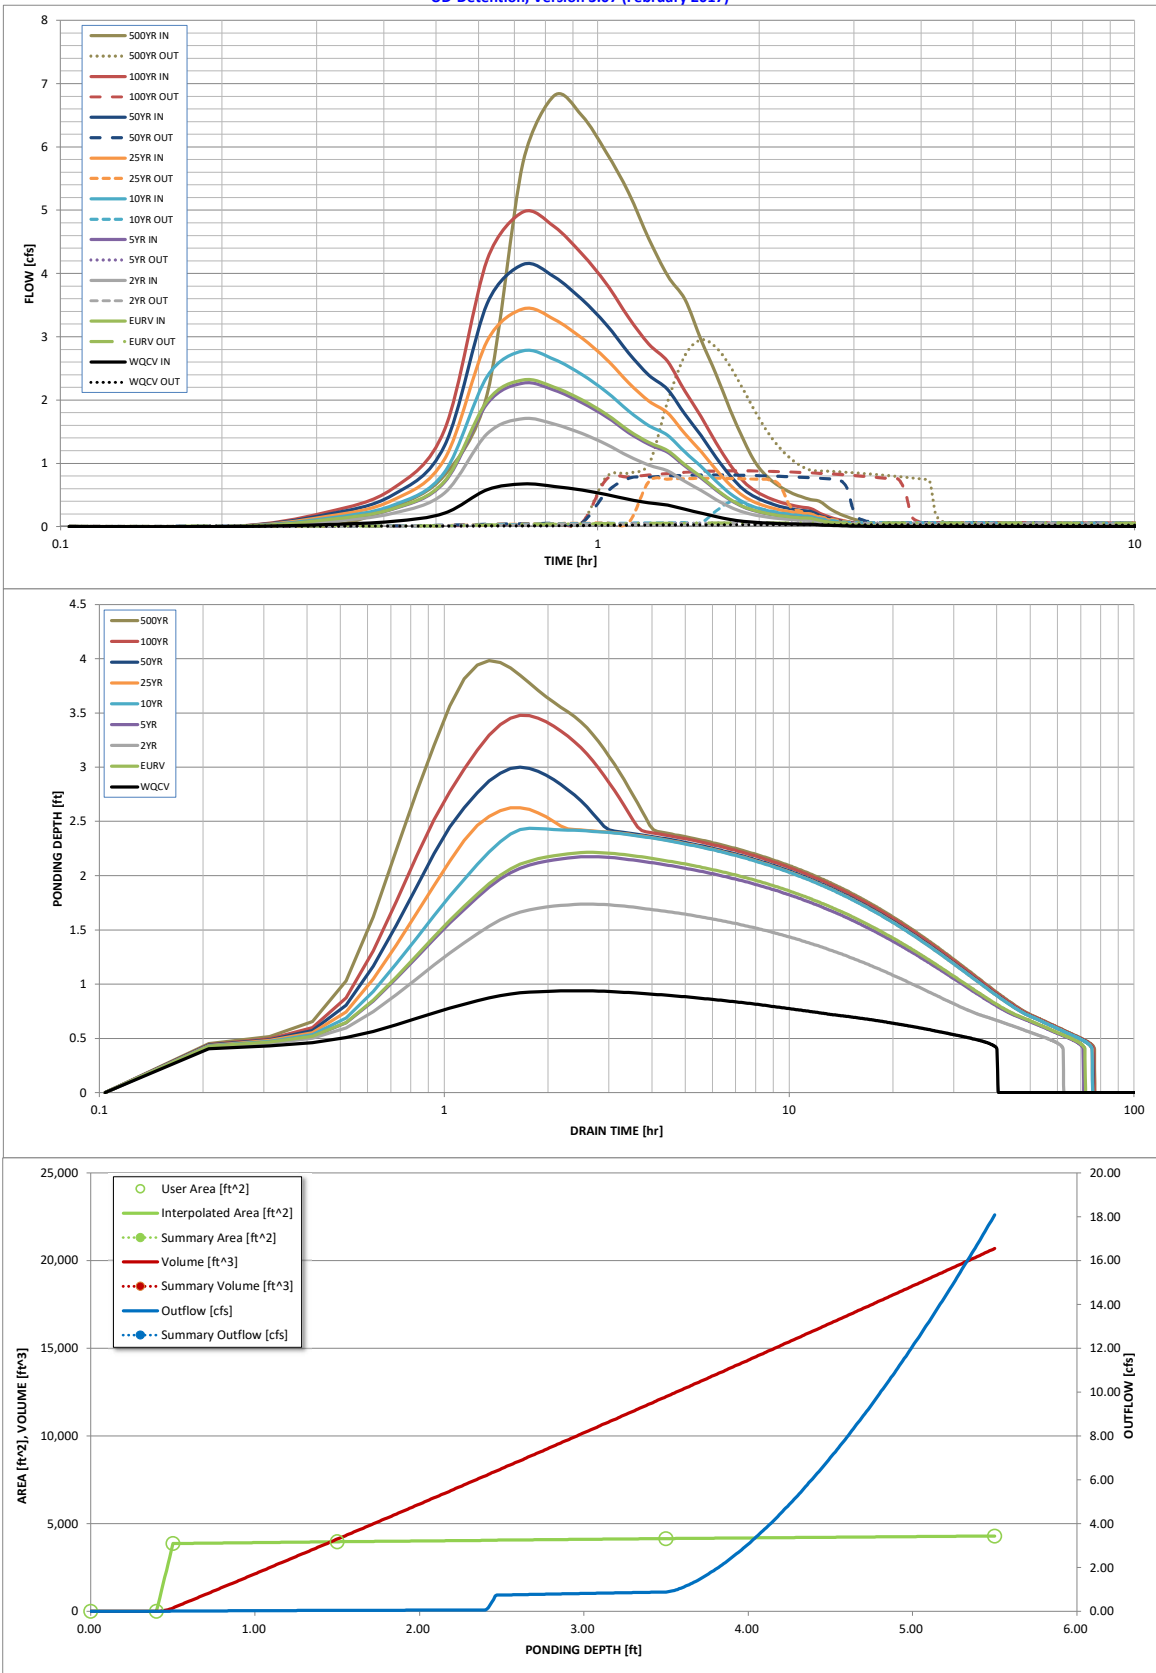 UD-Detention, Version 3.07 (February 2017)
8
7
6
5
4
3
2
1
0
FLOW [cfs]
500YR IN
500YR OUT
100YR IN
100YR OUT
50YR IN
50YR OUT
25YR IN
25YR OUT
10YR IN
10YR OUT
5YR IN
5YR OUT
2YR IN
2YR OUT
EURV IN
EURV OUT
WQCV IN
WQCV OUT
0.1 1 10
TIME [hr]
4.5
4
3.5
3
2.5
2
1.5
1
0.5
0
PONDING DEPTH [ft]
500YR
100YR
50YR
25YR
10YR
5YR
2YR
EURV
WQCV
0.1 1 10 100
DRAIN TIME [hr]
25,000
20,000
15,000
10,000
5,000
0
AREA [ft^2], VOLUME [ft^3]
User Area [ft^2]
Interpolated Area [ft^2]
Summary Area [ft^2]
Volume [ft^3]
Summary Volume [ft^3]
Outflow [cfs]
Summary Outflow [cfs]
20.00
18.00
16.00
14.00
12.00
10.00
8.00
6.00
4.00
2.00
0.00
OUTFLOW [cfs]
0.00 1.00 2.00 3.00 4.00 5.00 6.00
PONDING DEPTH [ft]